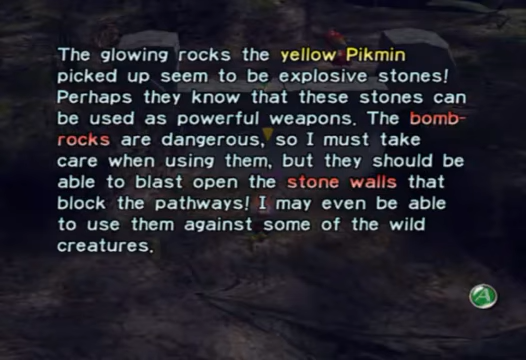 The glowing rocks the yellow Pikmin
picked up seem to be explosive stones!
Perhaps they know that these stones can
be used as powerful weapons. The bomb-
rocks are dangerous, so I must take
care when using them, but they should be
able to blast open the stone walls that
block the pathways! I may even be able
to use them against some of the wild
creatures.
A